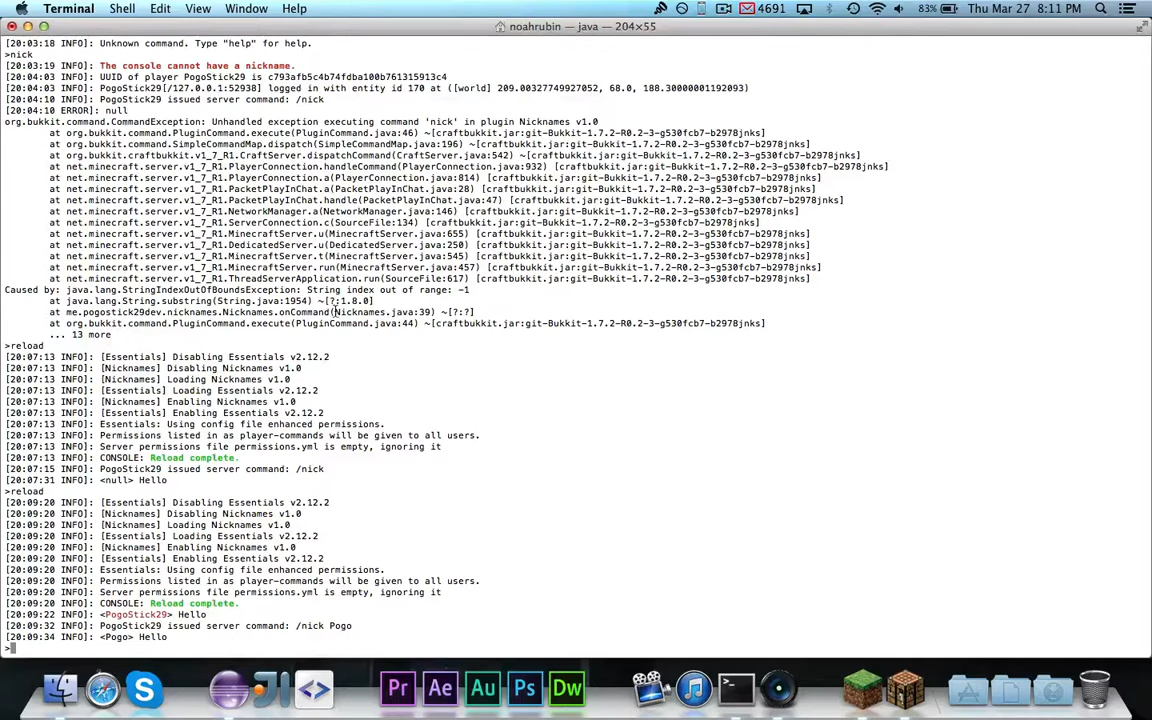 Terminal Shell Edit View Window Help 4691 83% Thu Mar 27 8:11 PM
noahrubin — java — 204×55
[20:03:18 INFO]: Unknown command. Type "help" for help.
>nick
[20:03:19 INFO]: The console cannot have a nickname.
[20:04:03 INFO]: UUID of player PogoStick29 is c793afb5c4b74fdba100b761315913c4
[20:04:03 INFO]: PogoStick29[/127.0.0.1:52938] logged in with entity id 170 at ([world] 209.00327749927052, 68.0, 188.30000001192093)
[20:04:10 INFO]: PogoStick29 issued server command: /nick
[20:04:10 ERROR]: null
org.bukkit.command.CommandException: Unhandled exception executing command 'nick' in plugin Nicknames v1.0
at org.bukkit.command.PluginCommand.execute(PluginCommand.java:46) ~[craftbukkit.jar:git-Bukkit-1.7.2-R0.2-3-g530fcb7-b2978jnks]
at org.bukkit.command.SimpleCommandMap.dispatch(SimpleCommandMap.java:196) ~[craftbukkit.jar:git-Bukkit-1.7.2-R0.2-3-g530fcb7-b2978jnks]
at org.bukkit.craftbukkit.v1_7_R1.CraftServer.dispatchCommand(CraftServer.java:542) ~[craftbukkit.jar:git-Bukkit-1.7.2-R0.2-3-g530fcb7-b2978jnks]
at net.minecraft.server.v1_7_R1.PlayerConnection.handleCommand(PlayerConnection.java:932) [craftbukkit.jar:git-Bukkit-1.7.2-R0.2-3-g530fcb7-b2978jnks]
at net.minecraft.server.v1_7_R1.PlayerConnection.a(PlayerConnection.java:814) [craftbukkit.jar:git-Bukkit-1.7.2-R0.2-3-g530fcb7-b2978jnks]
at net.minecraft.server.v1_7_R1.PacketPlayInChat.a(PacketPlayInChat.java:28) [craftbukkit.jar:git-Bukkit-1.7.2-R0.2-3-g530fcb7-b2978jnks]
at net.minecraft.server.v1_7_R1.PacketPlayInChat.handle(PacketPlayInChat.java:47) [craftbukkit.jar:git-Bukkit-1.7.2-R0.2-3-g530fcb7-b2978jnks]
at net.minecraft.server.v1_7_R1.NetworkManager.a(NetworkManager.java:146) [craftbukkit.jar:git-Bukkit-1.7.2-R0.2-3-g530fcb7-b2978jnks]
at net.minecraft.server.v1_7_R1.ServerConnection.c(SourceFile:134) [craftbukkit.jar:git-Bukkit-1.7.2-R0.2-3-g530fcb7-b2978jnks]
at net.minecraft.server.v1_7_R1.MinecraftServer.u(MinecraftServer.java:655) [craftbukkit.jar:git-Bukkit-1.7.2-R0.2-3-g530fcb7-b2978jnks]
at net.minecraft.server.v1_7_R1.DedicatedServer.u(DedicatedServer.java:250) [craftbukkit.jar:git-Bukkit-1.7.2-R0.2-3-g530fcb7-b2978jnks]
at net.minecraft.server.v1_7_R1.MinecraftServer.t(MinecraftServer.java:545) [craftbukkit.jar:git-Bukkit-1.7.2-R0.2-3-g530fcb7-b2978jnks]
at net.minecraft.server.v1_7_R1.MinecraftServer.run(MinecraftServer.java:457) [craftbukkit.jar:git-Bukkit-1.7.2-R0.2-3-g530fcb7-b2978jnks]
at net.minecraft.server.v1_7_R1.ThreadServerApplication.run(SourceFile:617) [craftbukkit.jar:git-Bukkit-1.7.2-R0.2-3-g530fcb7-b2978jnks]
Caused by: java.lang.StringIndexOutOfBoundsException: String index out of range: -1
at java.lang.String.substring(String.java:1954) ~[?:1.8.0]
at me.pogostick29dev.nicknames.Nicknames.onCommand(Nicknames.java:39) ~[?:?]
at org.bukkit.command.PluginCommand.execute(PluginCommand.java:44) ~[craftbukkit.jar:git-Bukkit-1.7.2-R0.2-3-g530fcb7-b2978jnks]
... 13 more
>reload
[20:07:13 INFO]: [Essentials] Disabling Essentials v2.12.2
[20:07:13 INFO]: [Nicknames] Disabling Nicknames v1.0
[20:07:13 INFO]: [Nicknames] Loading Nicknames v1.0
[20:07:13 INFO]: [Essentials] Loading Essentials v2.12.2
[20:07:13 INFO]: [Nicknames] Enabling Nicknames v1.0
[20:07:13 INFO]: [Essentials] Enabling Essentials v2.12.2
[20:07:13 INFO]: Essentials: Using config file enhanced permissions.
[20:07:13 INFO]: Permissions listed in as player-commands will be given to all users.
[20:07:13 INFO]: Server permissions file permissions.yml is empty, ignoring it
[20:07:13 INFO]: CONSOLE: Reload complete.
[20:07:15 INFO]: PogoStick29 issued server command: /nick
[20:07:31 INFO]: <null> Hello
>reload
[20:09:20 INFO]: [Essentials] Disabling Essentials v2.12.2
[20:09:20 INFO]: [Nicknames] Disabling Nicknames v1.0
[20:09:20 INFO]: [Nicknames] Loading Nicknames v1.0
[20:09:20 INFO]: [Essentials] Loading Essentials v2.12.2
[20:09:20 INFO]: [Nicknames] Enabling Nicknames v1.0
[20:09:20 INFO]: [Essentials] Enabling Essentials v2.12.2
[20:09:20 INFO]: Essentials: Using config file enhanced permissions.
[20:09:20 INFO]: Permissions listed in as player-commands will be given to all users.
[20:09:20 INFO]: Server permissions file permissions.yml is empty, ignoring it
[20:09:20 INFO]: CONSOLE: Reload complete.
[20:09:22 INFO]: <PogoStick29> Hello
[20:09:32 INFO]: PogoStick29 issued server command: /nick Pogo
[20:09:34 INFO]: <Pogo> Hello
>
Pr Ae Au Ps Dw